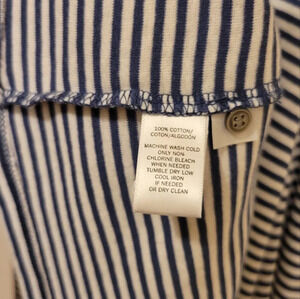 100% COTTON/
COTON/ALGODÓN
MACHINE WASH COLD
ONLY NON
CHLORINE BLEACH
WHEN NEEDED
TUMBLE DRY LOW
COOL IRON
IF NEEDED
OR DRY CLEAN